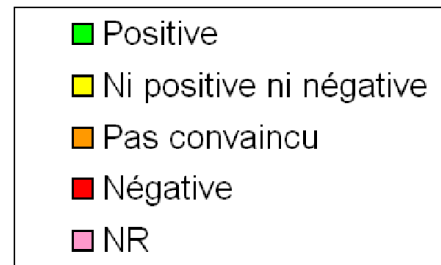 Positive
Ni positive ni négative
Pas convaincu
Négative
NR